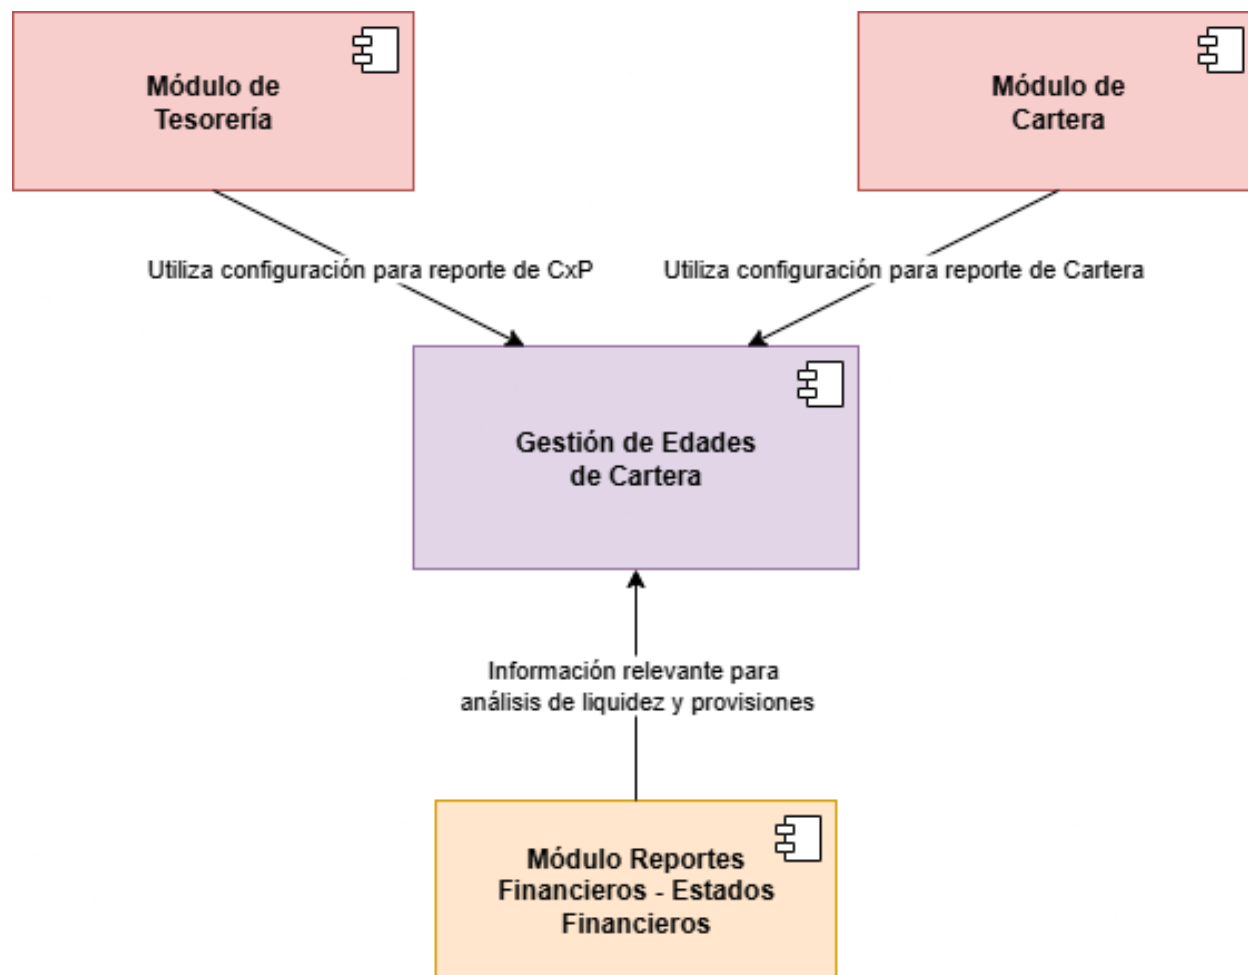 Módulo de
Tesorería
Módulo de
Cartera
Utiliza configuración para reporte de CxP
Utiliza configuración para reporte de Cartera
Gestión de Edades
de Cartera
Información relevante para
análisis de liquidez y provisiones
Módulo Reportes
Financieros - Estados
Financieros